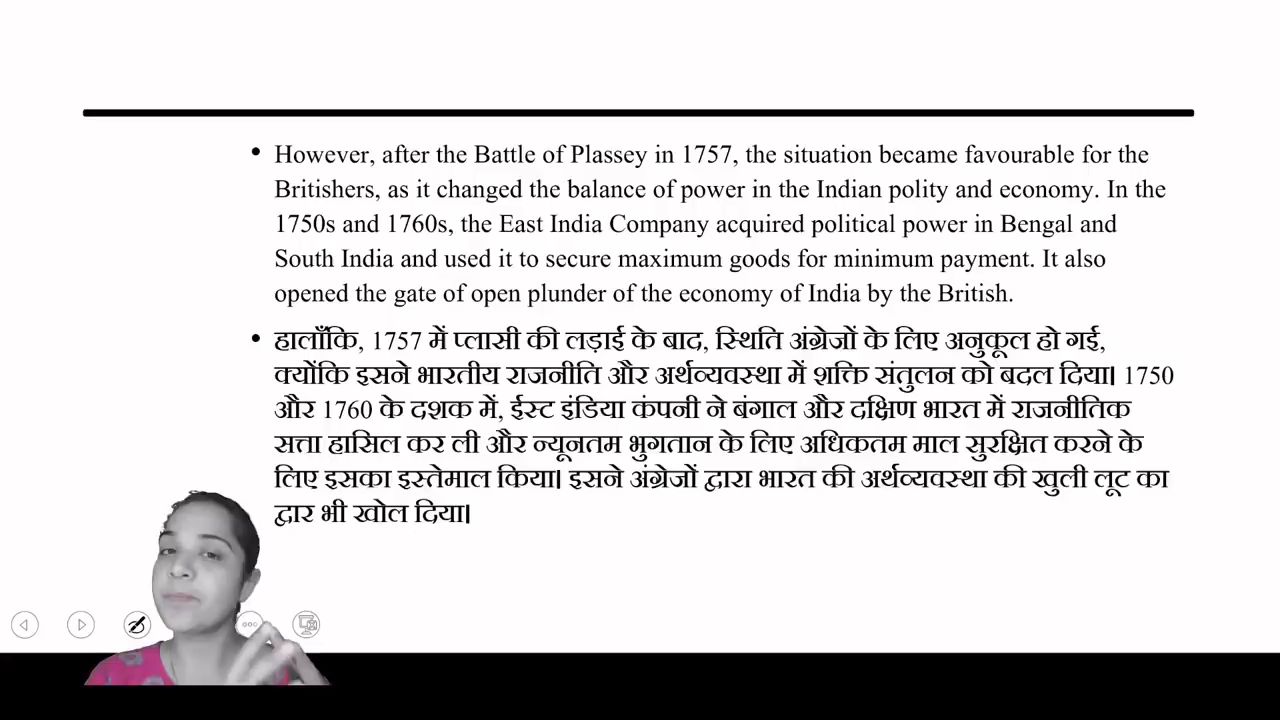 • However, after the Battle of Plassey in 1757, the situation became favourable for the
Britishers, as it changed the balance of power in the Indian polity and economy. In the
1750s and 1760s, the East India Company acquired political power in Bengal and
South India and used it to secure maximum goods for minimum payment. It also
opened the gate of open plunder of the economy of India by the British.
• हालाँकि, 1757 में प्लासी की लड़ाई के बाद, स्थिति अंग्रेजों के लिए अनुकूल हो गई,
क्योंकि इसने भारतीय राजनीति और अर्थव्यवस्था में शक्ति संतुलन को बदल दिया। 1750
और 1760 के दशक में, ईस्ट इंडिया कंपनी ने बंगाल और दक्षिण भारत में राजनीतिक
सत्ता हासिल कर ली और न्यूनतम भुगतान के लिए अधिकतम माल सुरक्षित करने के
लिए इसका इस्तेमाल किया। इसने अंग्रेजों द्वारा भारत की अर्थव्यवस्था की खुली लूट का
द्वार भी खोल दिया।